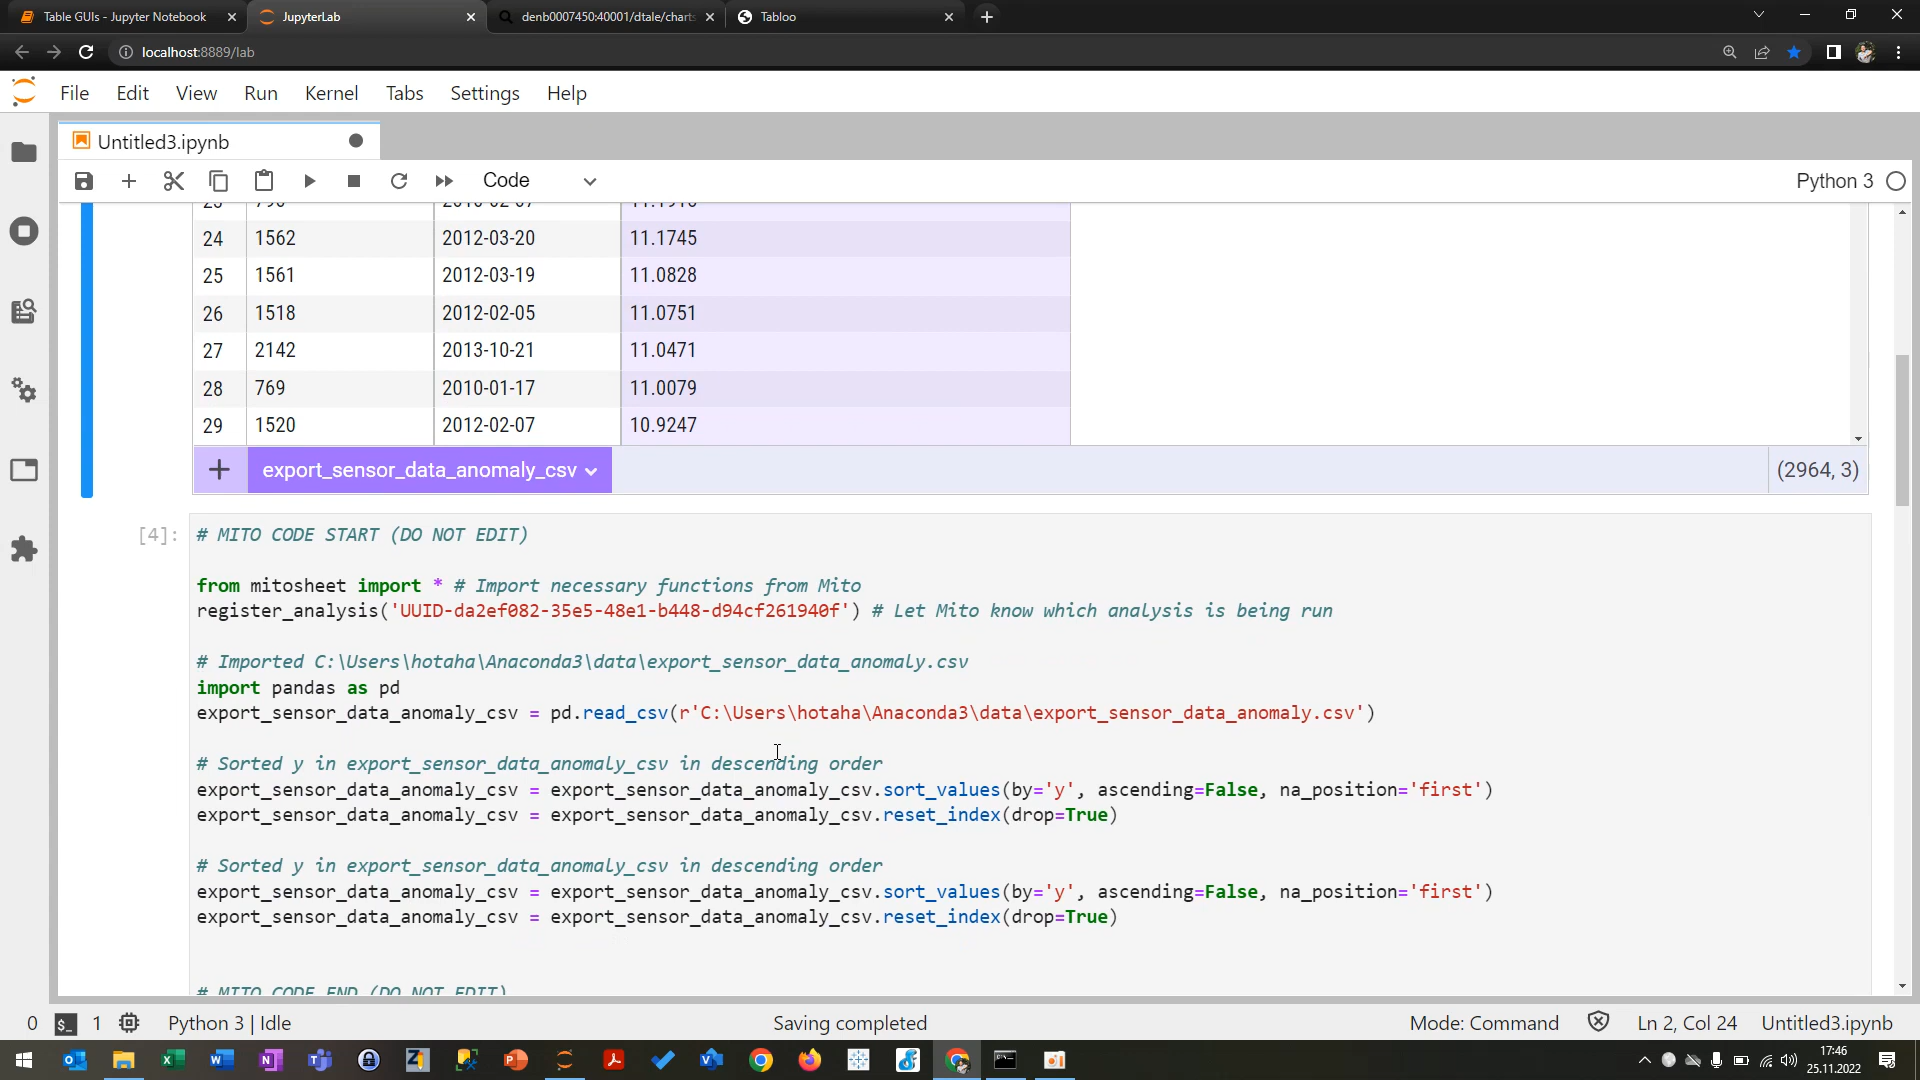 Table GUIs - Jupyter Notebook
JupyterLab
denb0007450:40001/dtale/charts
Tabloo
localhost:8889/lab
File Edit View Run Kernel Tabs Settings Help
Untitled3.ipynb
Code
Python 3
24 1562 2012-03-20 11.1745
25 1561 2012-03-19 11.0828
26 1518 2012-02-05 11.0751
27 2142 2013-10-21 11.0471
28 769 2010-01-17 11.0079
29 1520 2012-02-07 10.9247
+ export_sensor_data_anomaly_csv (2964, 3)
[4]: # MITO CODE START (DO NOT EDIT)
from mitosheet import * # Import necessary functions from Mito
register_analysis('UUID-da2ef082-35e5-48e1-b448-d94cf261940f') # Let Mito know which analysis is being run
# Imported C:\Users\hotaha\Anaconda3\data\export_sensor_data_anomaly.csv
import pandas as pd
export_sensor_data_anomaly_csv = pd.read_csv(r'C:\Users\hotaha\Anaconda3\data\export_sensor_data_anomaly.csv')
# Sorted y in export_sensor_data_anomaly_csv in descending order
export_sensor_data_anomaly_csv = export_sensor_data_anomaly_csv.sort_values(by='y', ascending=False, na_position='first')
export_sensor_data_anomaly_csv = export_sensor_data_anomaly_csv.reset_index(drop=True)
# Sorted y in export_sensor_data_anomaly_csv in descending order
export_sensor_data_anomaly_csv = export_sensor_data_anomaly_csv.sort_values(by='y', ascending=False, na_position='first')
export_sensor_data_anomaly_csv = export_sensor_data_anomaly_csv.reset_index(drop=True)
# MITO CODE END (DO NOT EDIT)
0 1 Python 3 | Idle Saving completed Mode: Command Ln 2, Col 24 Untitled3.ipynb
17:46
25.11.2022